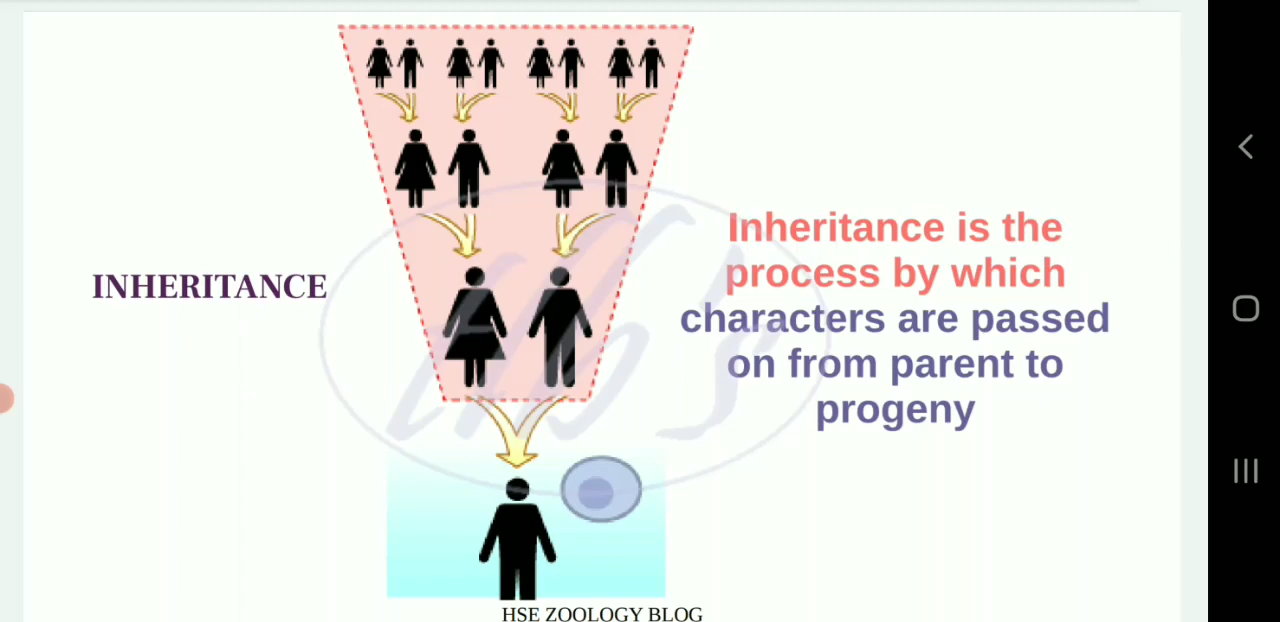 INHERITANCE
Inheritance is the
process by which
characters are passed
on from parent to
progeny
HSE ZOOLOGY BLOG